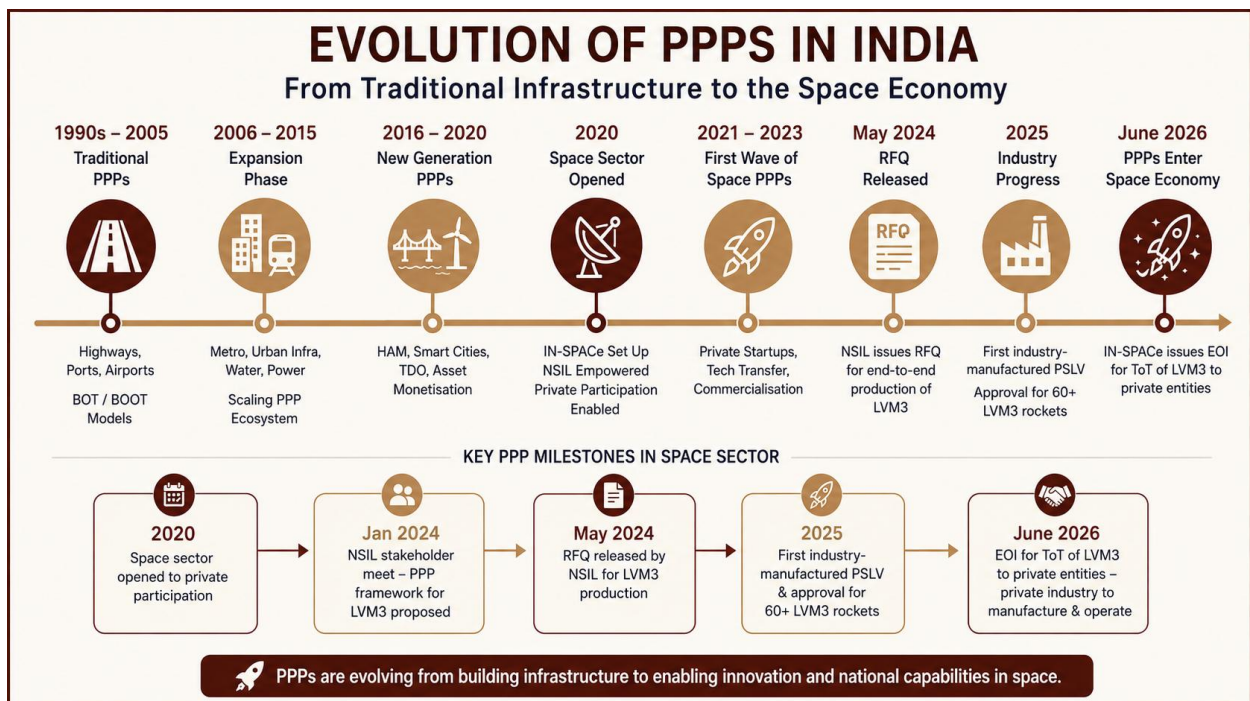 EVOLUTION OF PPPS IN INDIA
From Traditional Infrastructure to the Space Economy
1990s – 2005
Traditional
PPPs
2006 – 2015
Expansion
Phase
2016 – 2020
New Generation
PPPs
2020
Space Sector
Opened
2021 – 2023
First Wave of
Space PPPs
May 2024
RFQ
Released
2025
Industry
Progress
June 2026
PPPs Enter
Space Economy
RFQ
Highways,
Ports, Airports
BOT / BOOT
Models
Metro, Urban Infra,
Water, Power
Scaling PPP
Ecosystem
HAM, Smart Cities,
TDO, Asset
Monetisation
IN-SPACe Set Up
NSIL Empowered
Private Participation
Enabled
Private Startups,
Tech Transfer,
Commercialisation
NSIL issues RFQ
for end-to-end
production of
LVM3
First industry-
manufactured PSLV
Approval for 60+
LVM3 rockets
IN-SPACe issues EOI
for ToT of LVM3 to
private entities
KEY PPP MILESTONES IN SPACE SECTOR
2020
Space sector
opened to private
participation
Jan 2024
NSIL stakeholder
meet – PPP
framework for
LVM3 proposed
May 2024
RFQ released by
NSIL for LVM3
production
2025
First industry-
manufactured PSLV
& approval for
60+ LVM3 rockets
June 2026
EOI for ToT of LVM3
to private entities –
private industry to
manufacture & operate
PPPs are evolving from building infrastructure to enabling innovation and national capabilities in space.